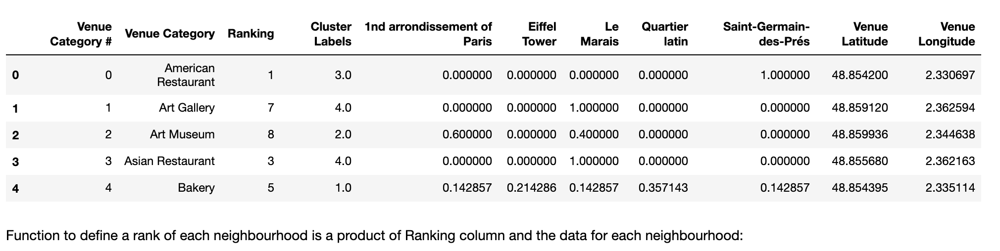 Venue Category # Venue Category Ranking Cluster Labels 1nd arrondissement of Paris Eiffel Tower Le Marais Quartier latin Saint-Germain-des-Prés Venue Latitude Venue Longitude
0 0 American Restaurant 1 3.0 0.000000 0.000000 0.000000 0.000000 1.000000 48.854200 2.330697
1 1 Art Gallery 7 4.0 0.000000 0.000000 1.000000 0.000000 0.000000 48.859120 2.362594
2 2 Art Museum 8 2.0 0.600000 0.000000 0.400000 0.000000 0.000000 48.859936 2.344638
3 3 Asian Restaurant 3 4.0 0.000000 0.000000 1.000000 0.000000 0.000000 48.855680 2.362163
4 4 Bakery 5 1.0 0.142857 0.214286 0.142857 0.357143 0.142857 48.854395 2.335114
Function to define a rank of each neighbourhood is a product of Ranking column and the data for each neighbourhood: